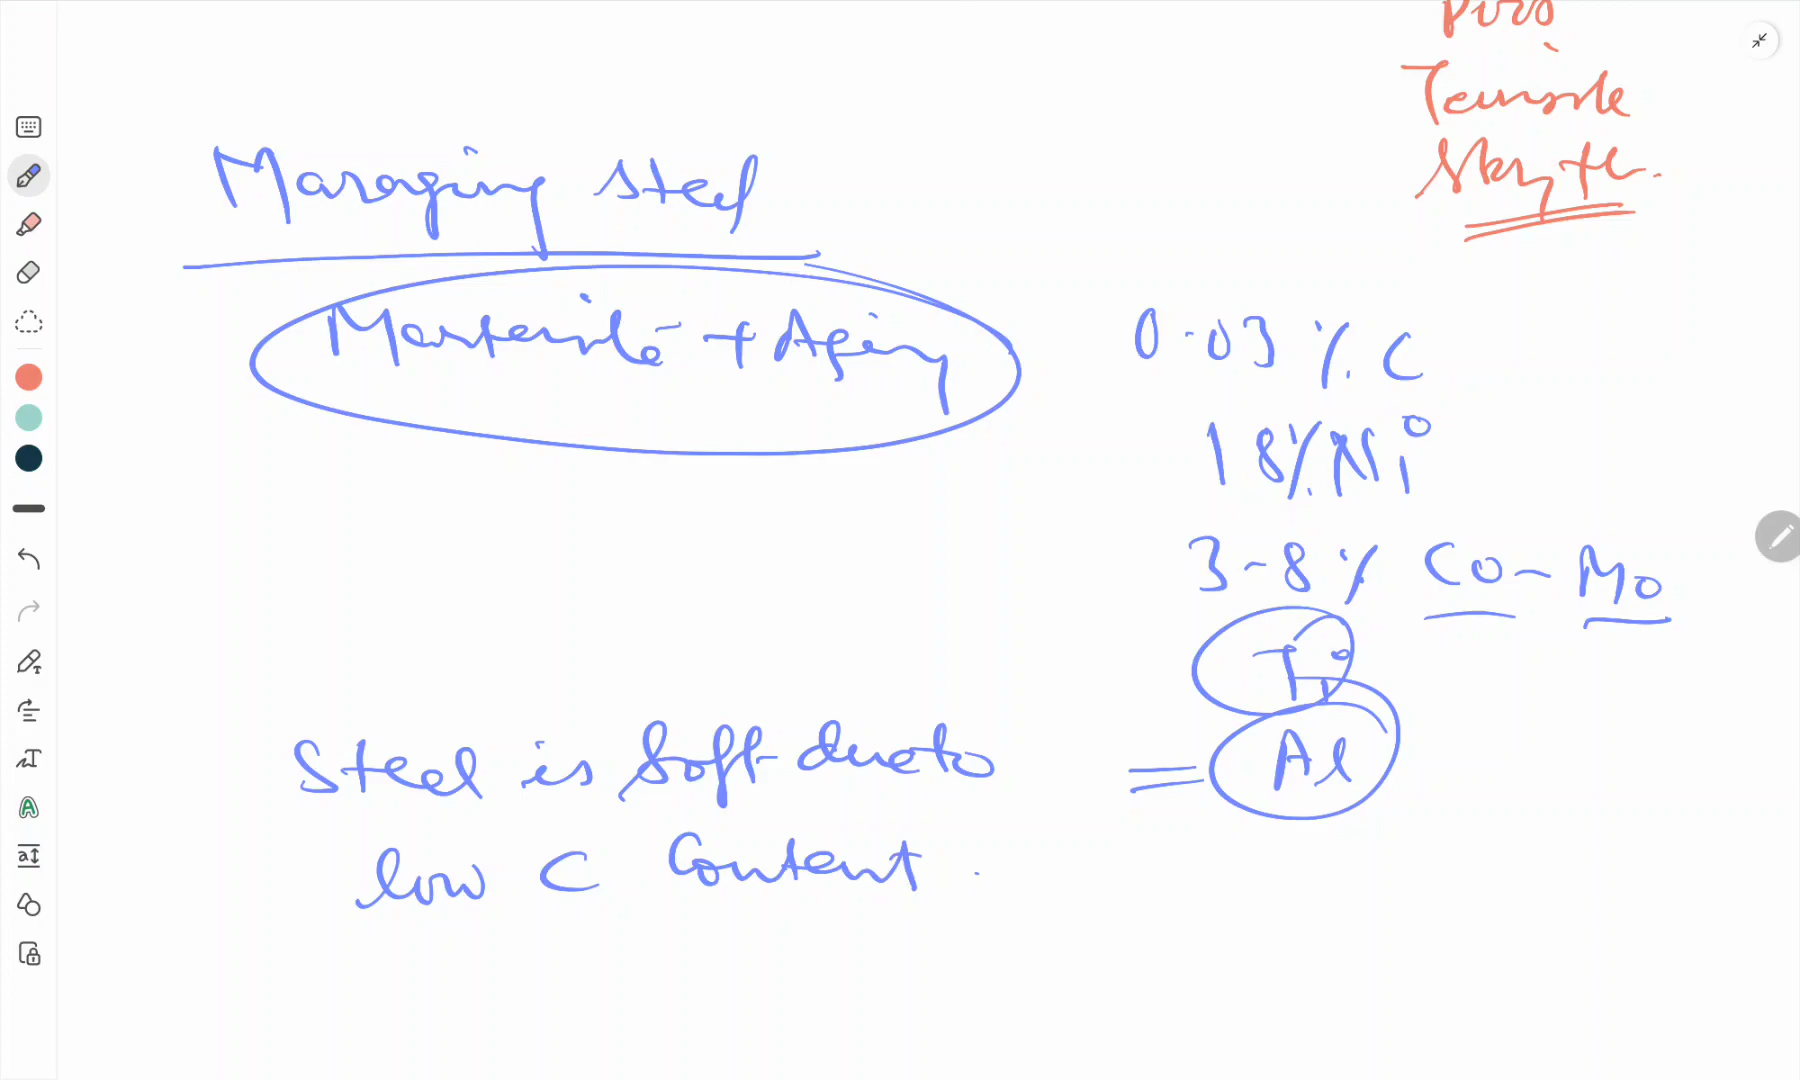 Tensile
Maraging steel
Martensite + Aging
0.03 % C
18% Ni
3-8 % Co - Mo
Ti
Al
Steel is soft due to
low C Content .